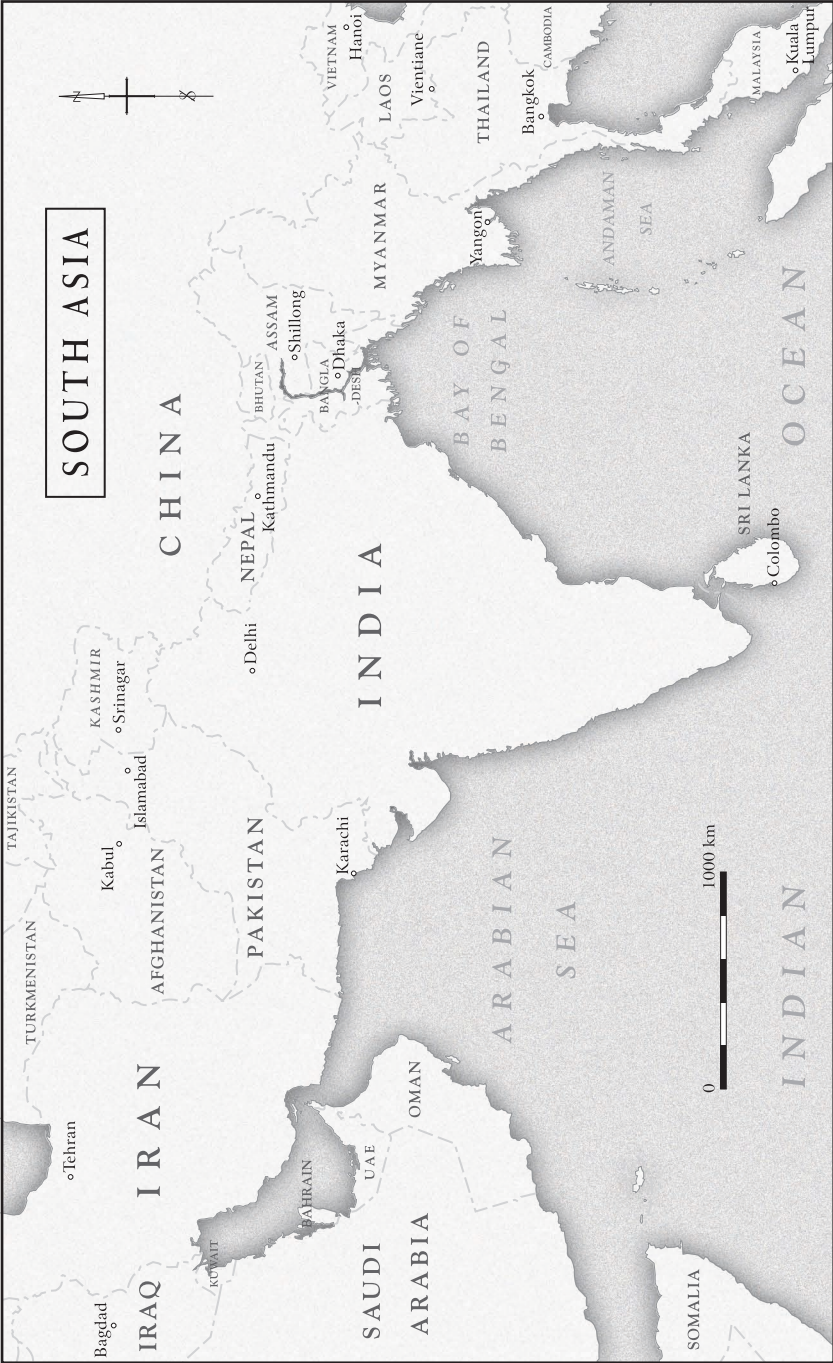 SOUTH ASIA
N
S
TAJIKISTAN
TURKMENISTAN
Tehran
Kabul
Islamabad
KASHMIR
Srinagar
CHINA
VIETNAM
Hanoi
LAOS
Vientiane
Bagdad
IRAQ
IRAN
AFGHANISTAN
PAKISTAN
Delhi
NEPAL
Kathmandu
BHUTAN
ASSAM
Shillong
BANGLA
-DESH
Dhaka
MYANMAR
THAILAND
Bangkok
CAMBODIA
KUWAIT
BAHRAIN
Karachi
INDIA
Yangon
SAUDI
ARABIA
UAE
OMAN
ARABIAN
SEA
BAY OF
BENGAL
ANDAMAN
SEA
MALAYSIA
Kuala
Lumpur
SRI LANKA
Colombo
0
1000 km
SOMALIA
INDIAN
OCEAN